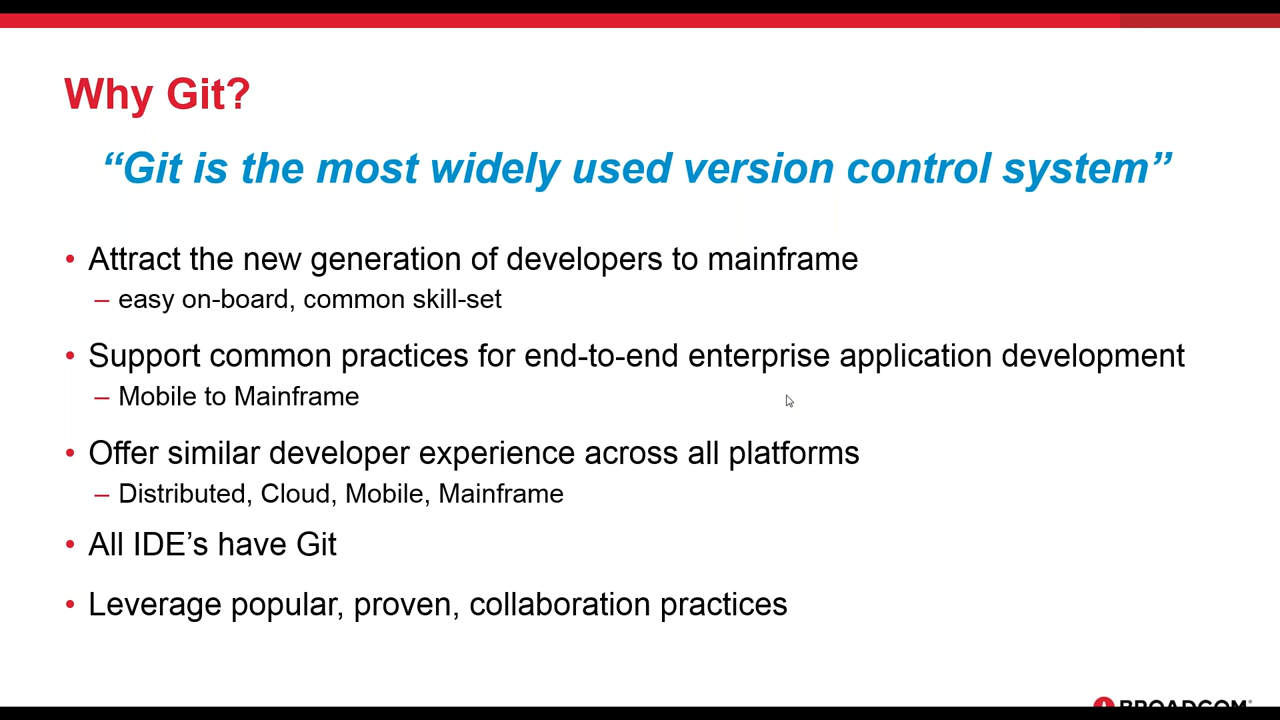 Why Git?
“Git is the most widely used version control system”
• Attract the new generation of developers to mainframe
– easy on-board, common skill-set
• Support common practices for end-to-end enterprise application development
– Mobile to Mainframe
• Offer similar developer experience across all platforms
– Distributed, Cloud, Mobile, Mainframe
• All IDE’s have Git
• Leverage popular, proven, collaboration practices
BROADCOM®